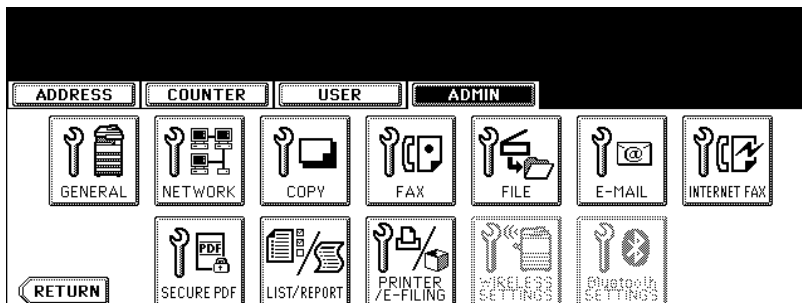 ADDRESS COUNTER USER ADMIN
GENERAL NETWORK COPY FAX FILE E-MAIL INTERNET FAX
@
PDF
SECURE PDF LIST/REPORT PRINTER
/E-FILING WIRELESS
SETTINGS Bluetooth
SETTINGS
RETURN